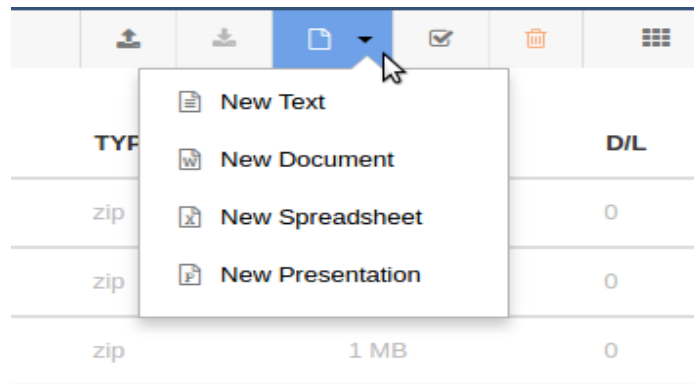 New Text
TYP D/L
New Document
zip New Spreadsheet 0
zip New Presentation 0
zip 1 MB 0